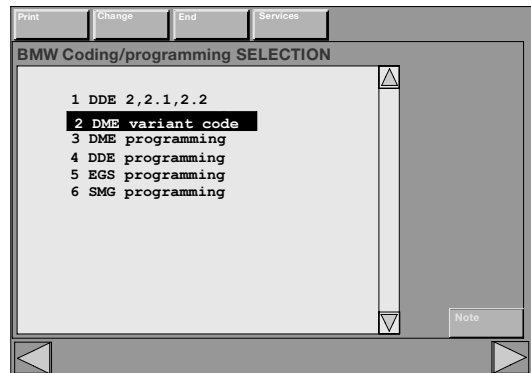 Print Change End Services
BMW Coding/programming SELECTION
1 DDE 2,2.1,2.2
2 DME variant code
3 DME programming
4 DDE programming
5 EGS programming
6 SMG programming
Note